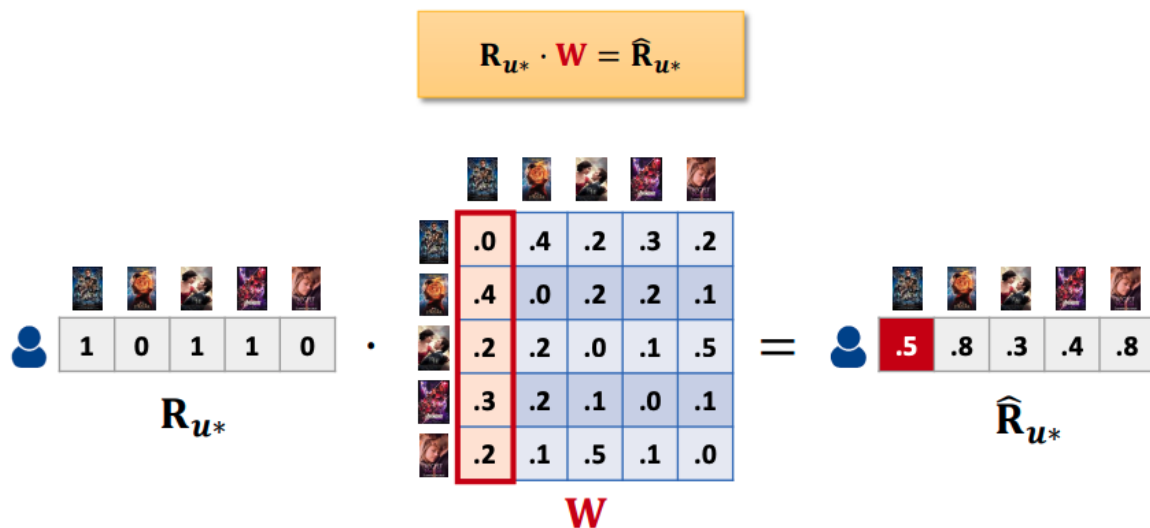 R_{u*} · W = R̂_{u*}
.0 .4 .2 .3 .2
.4 .0 .2 .2 .1
1 0 1 1 0 · .2 .2 .0 .1 .5 = .5 .8 .3 .4 .8
.3 .2 .1 .0 .1
.2 .1 .5 .1 .0
R_{u*} W R̂_{u*}